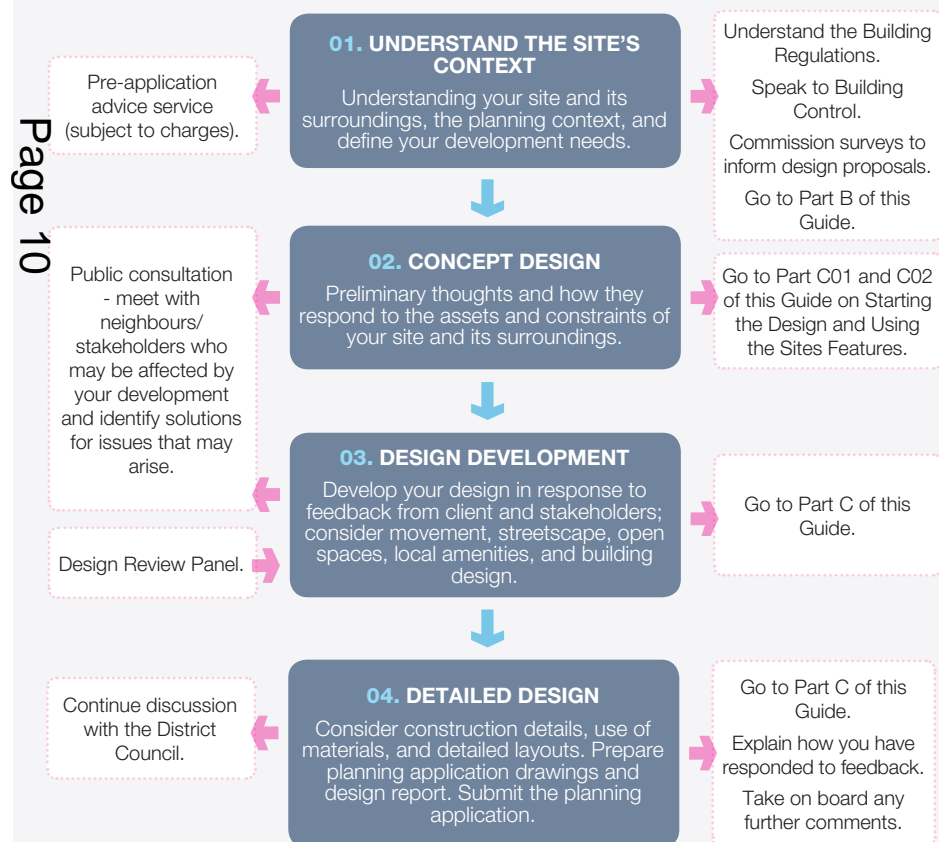 Page 10
01. UNDERSTAND THE SITE'S
CONTEXT
Understanding your site and its
surroundings, the planning context, and
define your development needs.
Pre-application
advice service
(subject to charges).
Understand the Building
Regulations.
Speak to Building
Control.
Commission surveys to
inform design proposals.
Go to Part B of this
Guide.
02. CONCEPT DESIGN
Preliminary thoughts and how they
respond to the assets and constraints of
your site and its surroundings.
Public consultation
- meet with
neighbours/
stakeholders who
may be affected by
your development
and identify solutions
for issues that may
arise.
Go to Part C01 and C02
of this Guide on Starting
the Design and Using
the Sites Features.
03. DESIGN DEVELOPMENT
Develop your design in response to
feedback from client and stakeholders;
consider movement, streetscape, open
spaces, local amenities, and building
design.
Design Review Panel.
Go to Part C of this
Guide.
04. DETAILED DESIGN
Consider construction details, use of
materials, and detailed layouts. Prepare
planning application drawings and
design report. Submit the planning
application.
Continue discussion
with the District
Council.
Go to Part C of this
Guide.
Explain how you have
responded to feedback.
Take on board any
further comments.